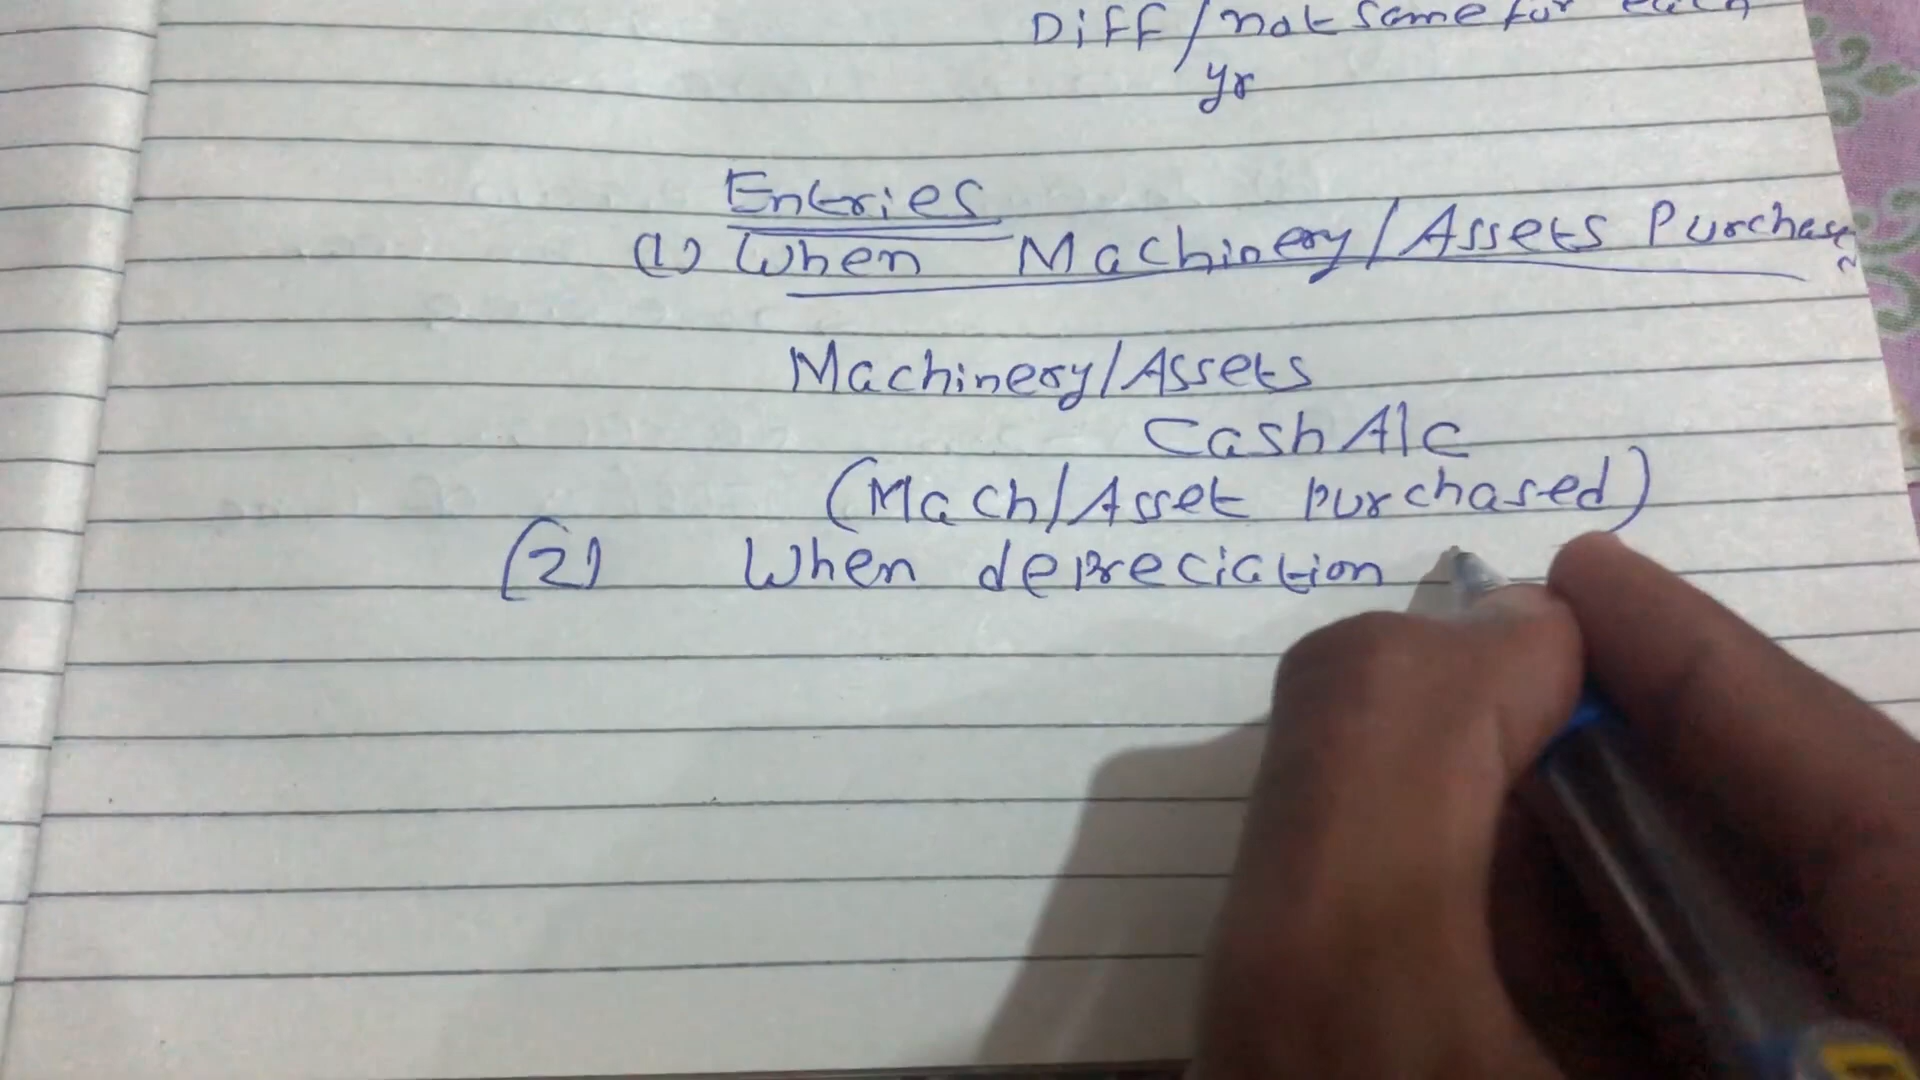 Diff/not same for each
yr
Entries
(1) When Machinery/Assets Purchase
Machinery/Assets
Cash A/c
(Mach/Asset purchased)
(2) When depreciation